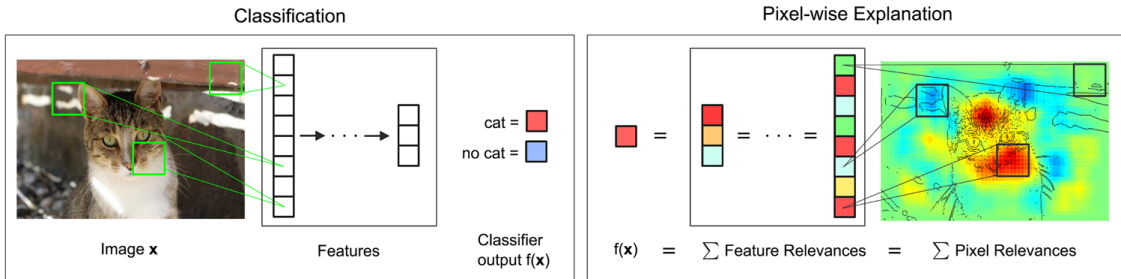 Classification
cat =
no cat =
Image x
Features
Classifier
output f(x)
Pixel-wise Explanation
= = · · · =
f(x) = ∑ Feature Relevances = ∑ Pixel Relevances